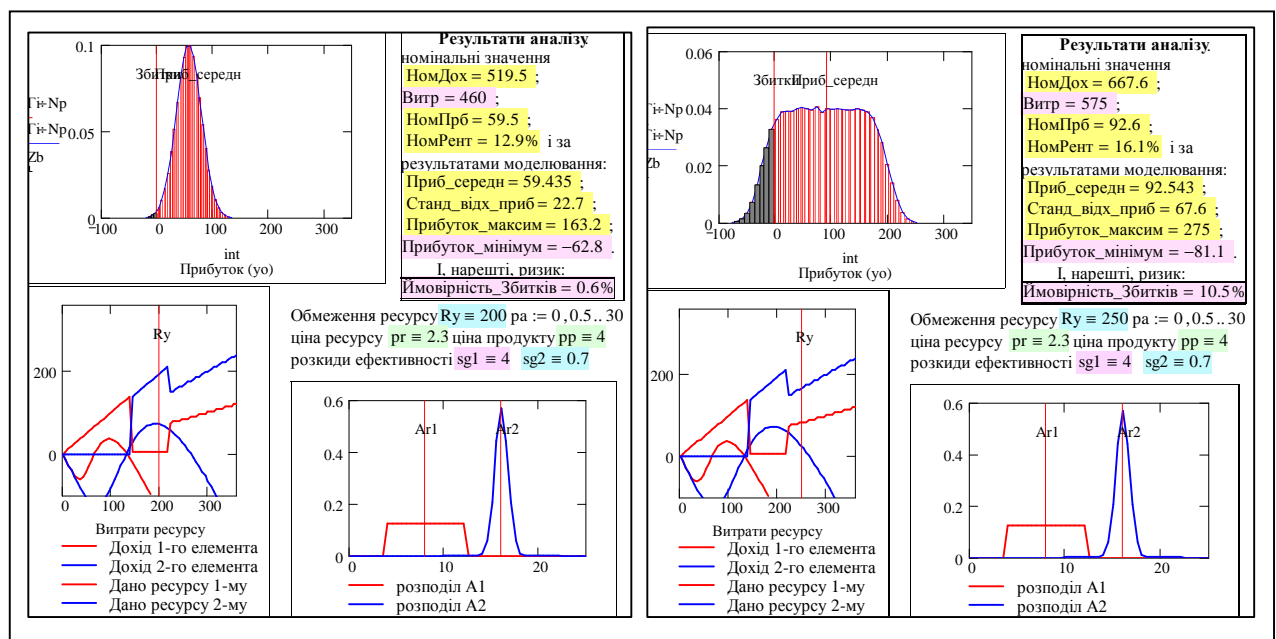 0.1
0.05
0
−100
0
100
200
300
Збитки
Приб_середн
Zb
int
Прибуток (уо)
Результати аналізу
номінальні значення
НомДох = 519.5 ;
Витр = 460 ;
НомПрб = 59.5 ;
НомРент = 12.9% і за
результатами моделювання:
Приб_середн = 59.435 ;
Станд_відх_приб = 22.7 ;
Прибуток_максим = 163.2 ;
Прибуток_мінімум = −62.8 .
І, нарешті, ризик:
Ймовірність_Збитків = 0.6%
Обмеження ресурсу Ry ≡ 200 pa := 0 , 0.5 .. 30
ціна ресурсу pr ≡ 2.3 ціна продукту pp ≡ 4
розкиди ефективності sg1 ≡ 4 sg2 ≡ 0.7
Ry
200
0
0
100
200
300
Витрати ресурсу
Дохід 1-го елемента
Дохід 2-го елемента
Дано ресурсу 1-му
Дано ресурсу 2-му
Ar1
Ar2
0.6
0.4
0.2
0
0
10
20
розподіл А1
розподіл А2
0.06
0.04
0.02
0
−100
0
100
200
300
Збитки
Приб_середн
Zb
int
Прибуток (уо)
Результати аналізу
номінальні значення
НомДох = 667.6 ;
Витр = 575 ;
НомПрб = 92.6 ;
НомРент = 16.1% і за
результатами моделювання:
Приб_середн = 92.543 ;
Станд_відх_приб = 67.6 ;
Прибуток_максим = 275 ;
Прибуток_мінімум = −81.1 .
І, нарешті, ризик:
Ймовірність_Збитків = 10.5%
Обмеження ресурсу Ry ≡ 250 pa := 0 , 0.5 .. 30
ціна ресурсу pr ≡ 2.3 ціна продукту pp ≡ 4
розкиди ефективності sg1 ≡ 4 sg2 ≡ 0.7
Ry
200
0
0
100
200
300
Витрати ресурсу
Дохід 1-го елемента
Дохід 2-го елемента
Дано ресурсу 1-му
Дано ресурсу 2-му
Ar1
Ar2
0.6
0.4
0.2
0
0
10
20
розподіл А1
розподіл А2